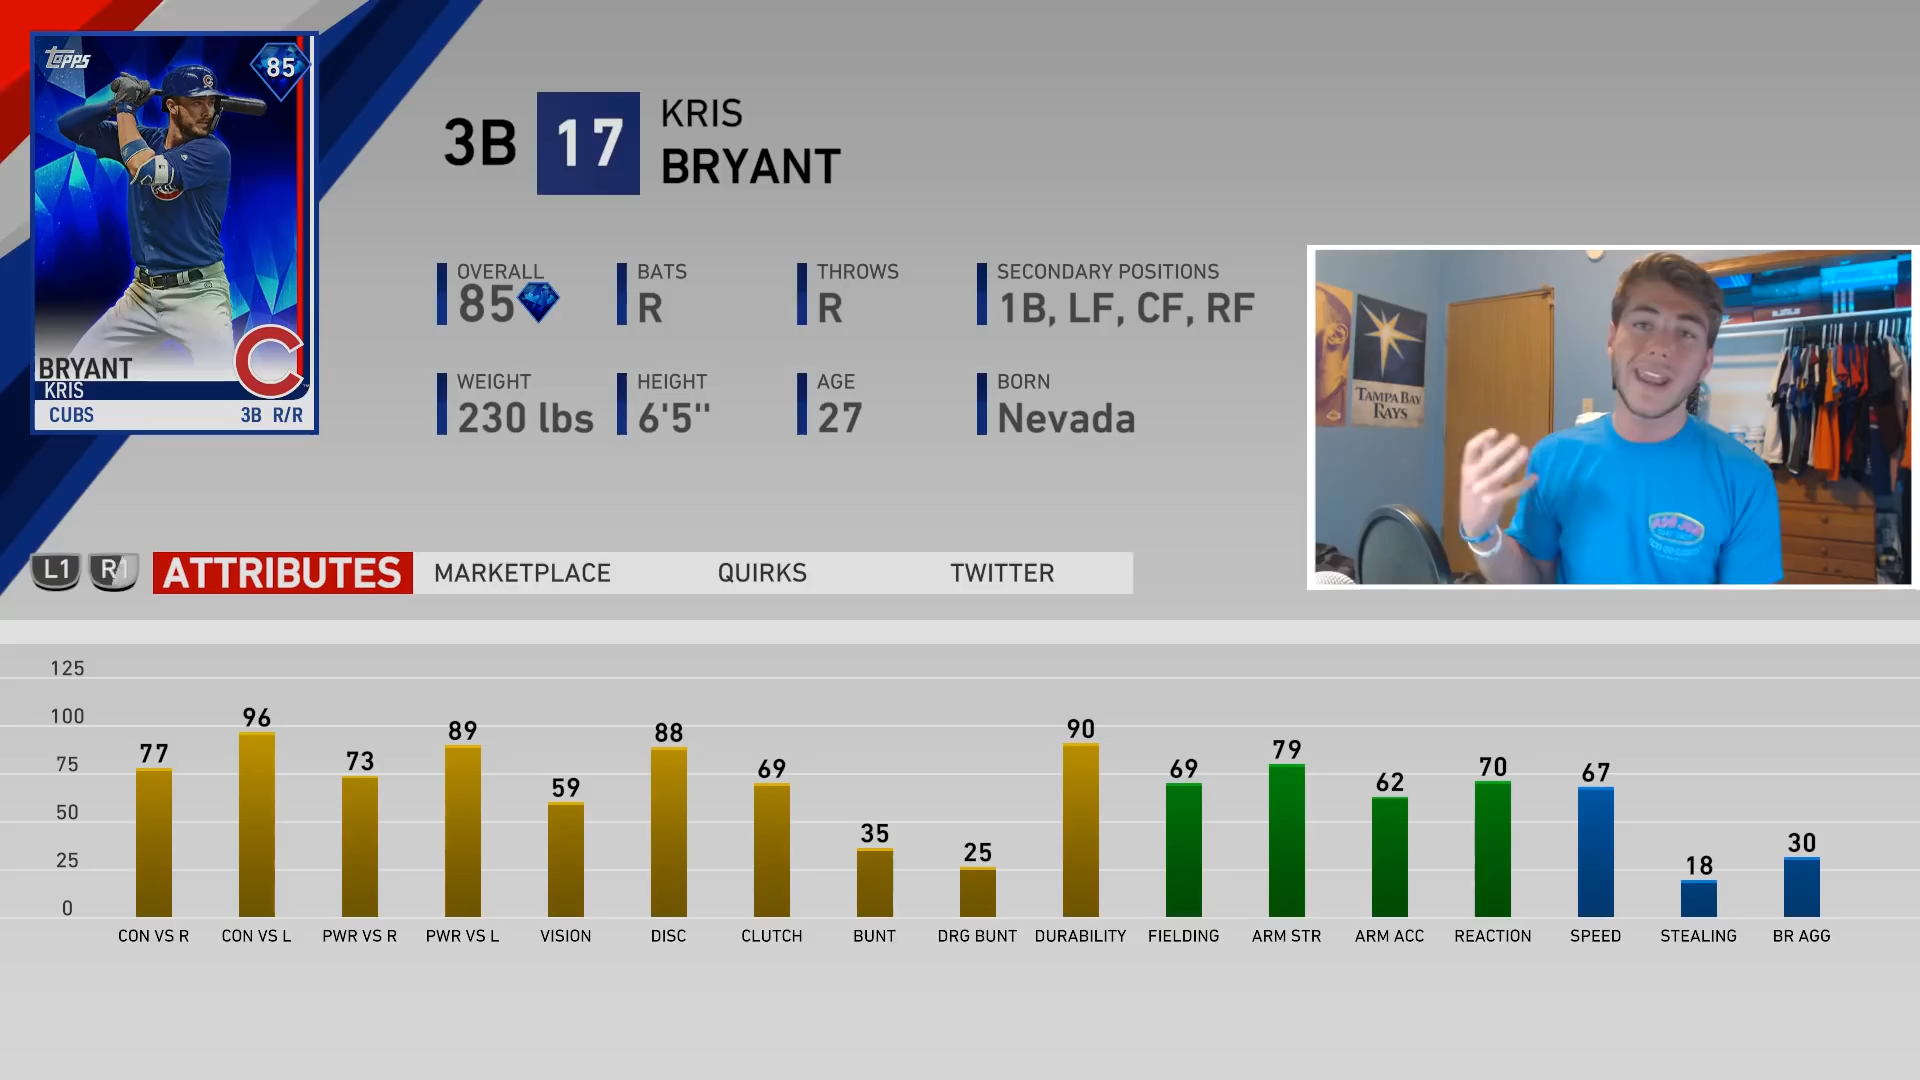 Topps
85
BRYANT
KRIS
CUBS 3B R/R
3B 17 KRIS
BRYANT
OVERALL BATS THROWS SECONDARY POSITIONS
85 R R 1B, LF, CF, RF
WEIGHT HEIGHT AGE BORN
230 lbs 6'5" 27 Nevada
TAMPA BAY
RAYS
L1 R1 ATTRIBUTES MARKETPLACE QUIRKS TWITTER
125
100
75
50
25
0
77 96 73 89 59 88 69 35 25 90 69 79 62 70 67 18 30
CON VS R CON VS L PWR VS R PWR VS L VISION DISC CLUTCH BUNT DRG BUNT DURABILITY FIELDING ARM STR ARM ACC REACTION SPEED STEALING BR AGG